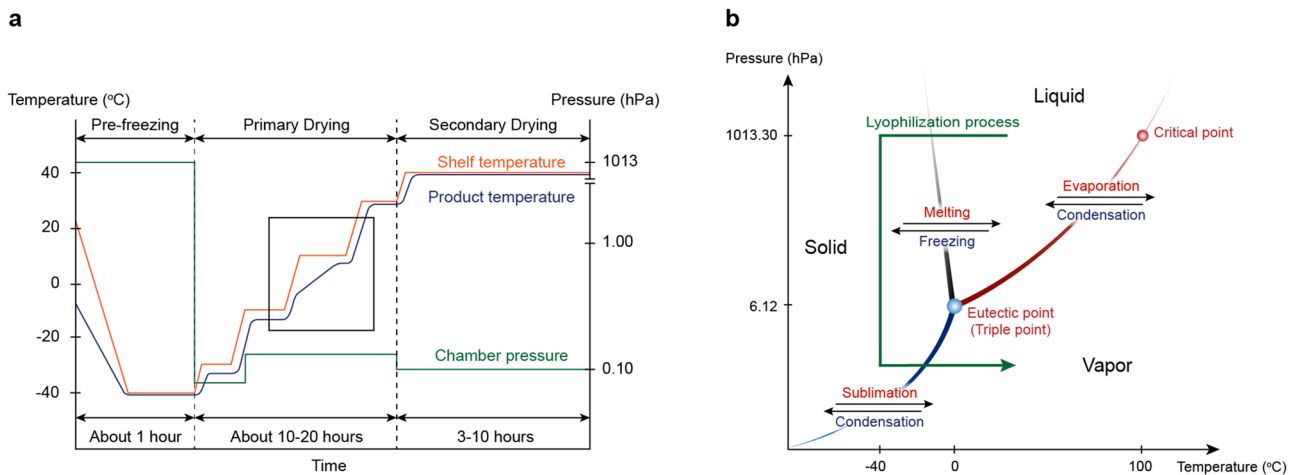 a
Temperature (ºC)
Pressure (hPa)
Pre-freezing
Primary Drying
Secondary Drying
40
20
0
-20
-40
Shelf temperature
Product temperature
Chamber pressure
1013
1.00
0.10
About 1 hour
About 10-20 hours
3-10 hours
Time
b
Pressure (hPa)
Liquid
1013.30
Lyophilization process
Critical point
Evaporation
Condensation
Melting
Freezing
Solid
6.12
Eutectic point
(Triple point)
Vapor
Sublimation
Condensation
-40
0
100
Temperature (ºC)